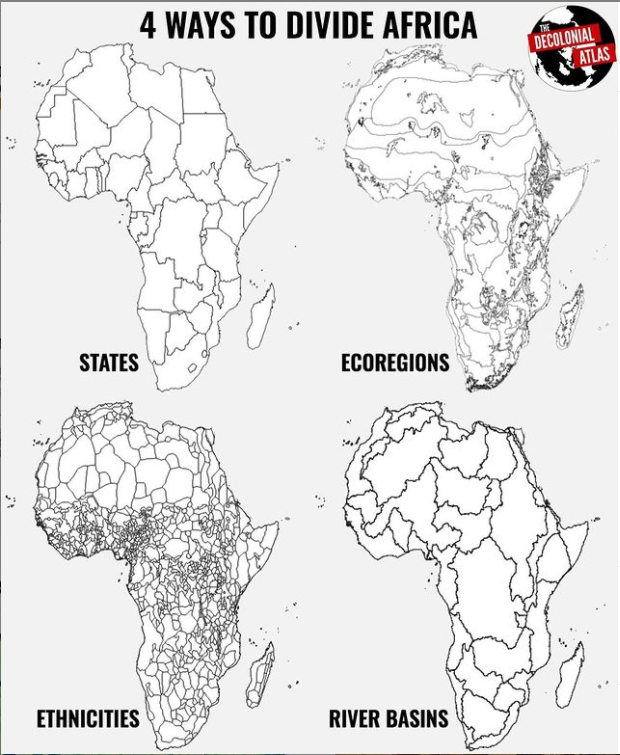 4 WAYS TO DIVIDE AFRICA
THE
DECOLONIAL
ATLAS
STATES
ECOREGIONS
ETHNICITIES
RIVER BASINS